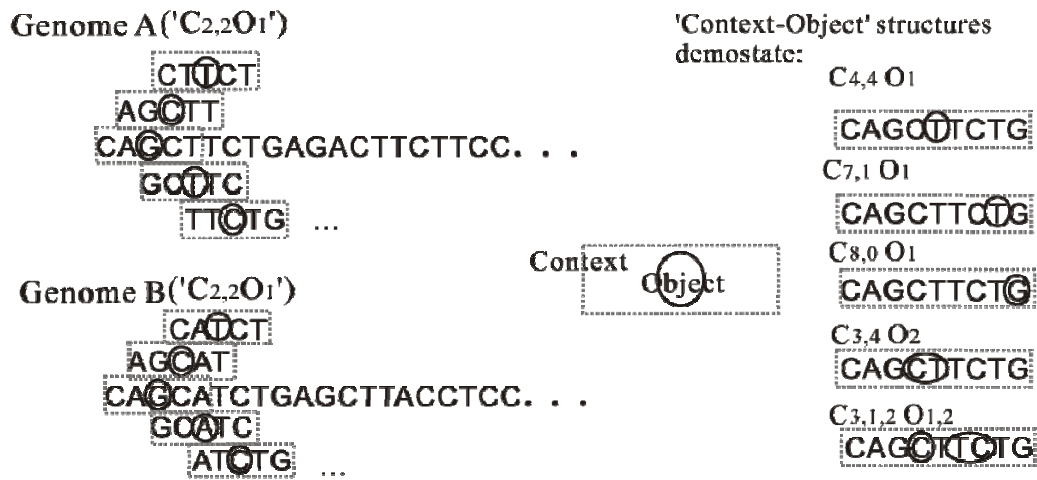 Genome A('C2,2O1')
CTTCT
AGCTT
CAGCTTCTGAGACTTCTTCC. . .
GCTTC
TTCTG ...
Genome B('C2,2O1')
CATCT
AGCAT
CAGCATCTGAGCTTACCTCC. . .
GCATC
ATCTG ...
Context
Object
'Context-Object' structures
demostate:
C4,4 O1
CAGCTTCTG
C7,1 O1
CAGCTTCTG
C8,0 O1
CAGCTTCTG
C3,4 O2
CAGCTTCTG
C3,1,2 O1,2
CAGCTTCTG